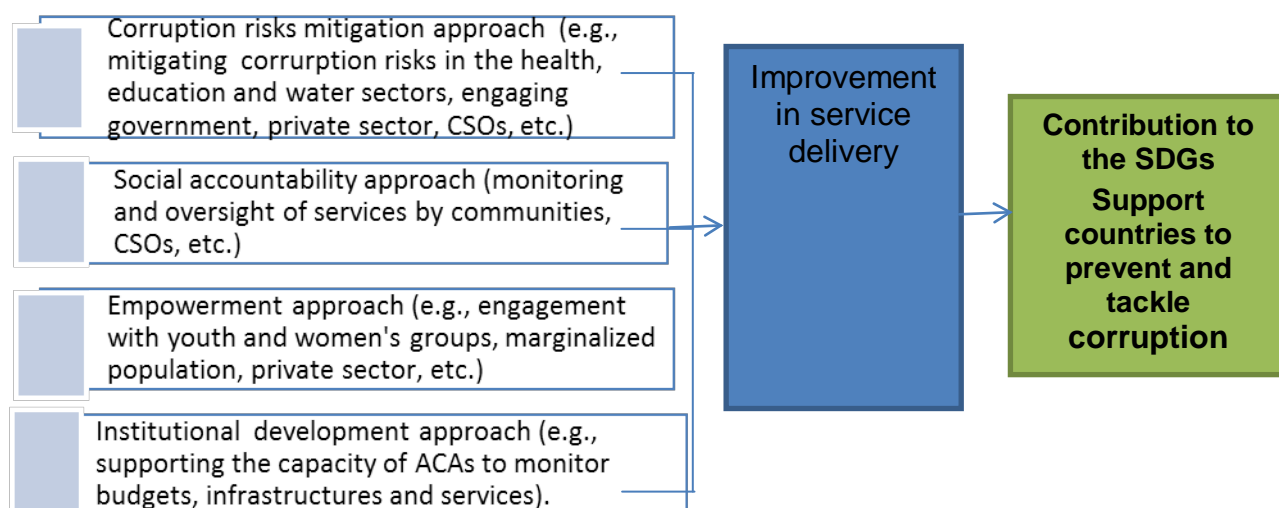 Corruption risks mitigation approach (e.g.,
mitigating corrurption risks in the health,
education and water sectors, engaging
government, private sector, CSOs, etc.)
Social accountability approach (monitoring
and oversight of services by communities,
CSOs, etc.)
Empowerment approach (e.g., engagement
with youth and women's groups, marginalized
population, private sector, etc.)
Institutional development approach (e.g.,
supporting the capacity of ACAs to monitor
budgets, infrastructures and services).
Improvement
in service
delivery
Contribution to
the SDGs
Support
countries to
prevent and
tackle
corruption